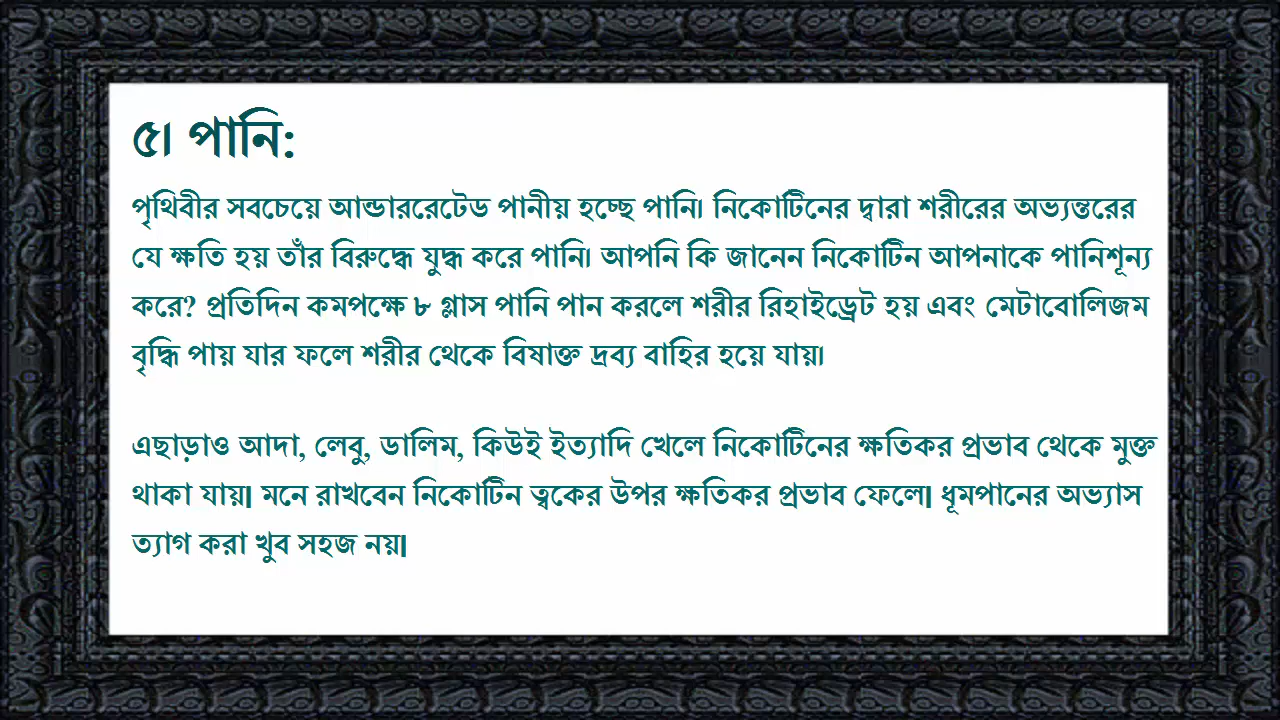 ৫। পানি:
পৃথিবীর সবচেয়ে আন্ডাররেটেড পানীয় হচ্ছে পানি। নিকোটিনের দ্বারা শরীরের অভ্যন্তরের
যে ক্ষতি হয় তাঁর বিরুদ্ধে যুদ্ধ করে পানি। আপনি কি জানেন নিকোটিন আপনাকে পানিশূন্য
করে? প্রতিদিন কমপক্ষে ৮ গ্লাস পানি পান করলে শরীর রিহাইড্রেট হয় এবং মেটাবোলিজম
বৃদ্ধি পায় যার ফলে শরীর থেকে বিষাক্ত দ্রব্য বাহির হয়ে যায়।
এছাড়াও আদা, লেবু, ডালিম, কিউই ইত্যাদি খেলে নিকোটিনের ক্ষতিকর প্রভাব থেকে মুক্ত
থাকা যায়। মনে রাখবেন নিকোটিন ত্বকের উপর ক্ষতিকর প্রভাব ফেলে। ধূমপানের অভ্যাস
ত্যাগ করা খুব সহজ নয়।